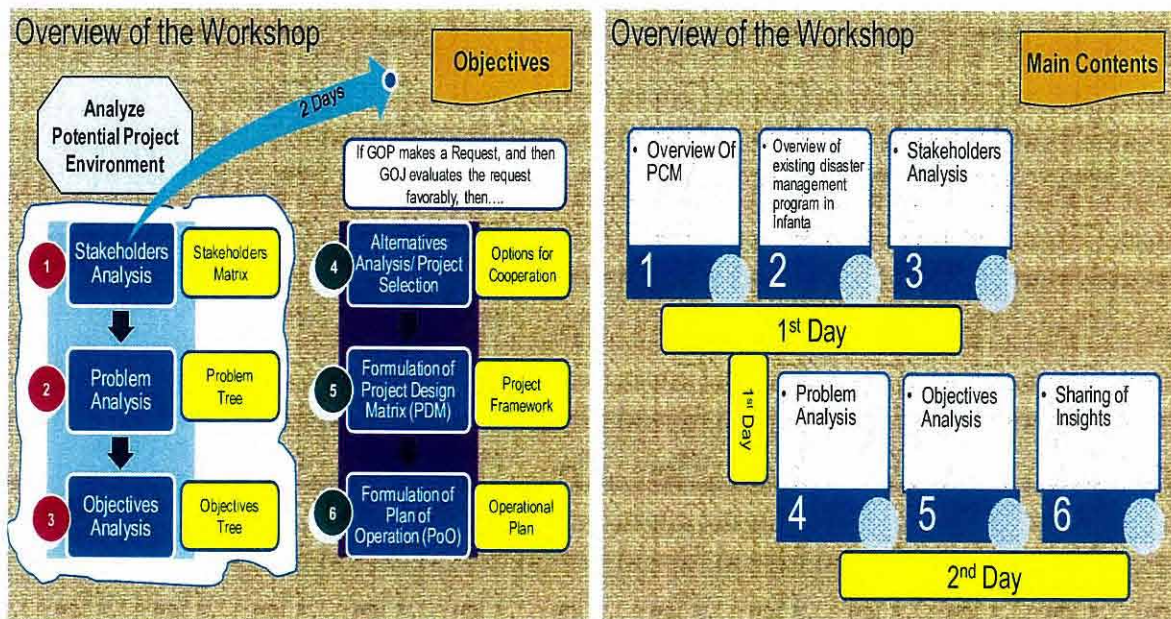 Overview of the Workshop
Objectives
2 Days
Analyze
Potential Project
Environment
If GOP makes a Request, and then
GOJ evaluates the request
favorably, then....
1
Stakeholders
Analysis
Stakeholders
Matrix
2
Problem
Analysis
Problem
Tree
3
Objectives
Analysis
Objectives
Tree
4
Alternatives
Analysis/ Project
Selection
Options for
Cooperation
5
Formulation of
Project Design
Matrix (PDM)
Project
Framework
6
Formulation of
Plan of
Operation (PoO)
Operational
Plan
Overview of the Workshop
Main Contents
• Overview Of
PCM
1
• Overview of
existing disaster
management
program in
Infanta
2
• Stakeholders
Analysis
3
1st Day
1st Day
• Problem
Analysis
4
• Objectives
Analysis
5
• Sharing of
Insights
6
2nd Day